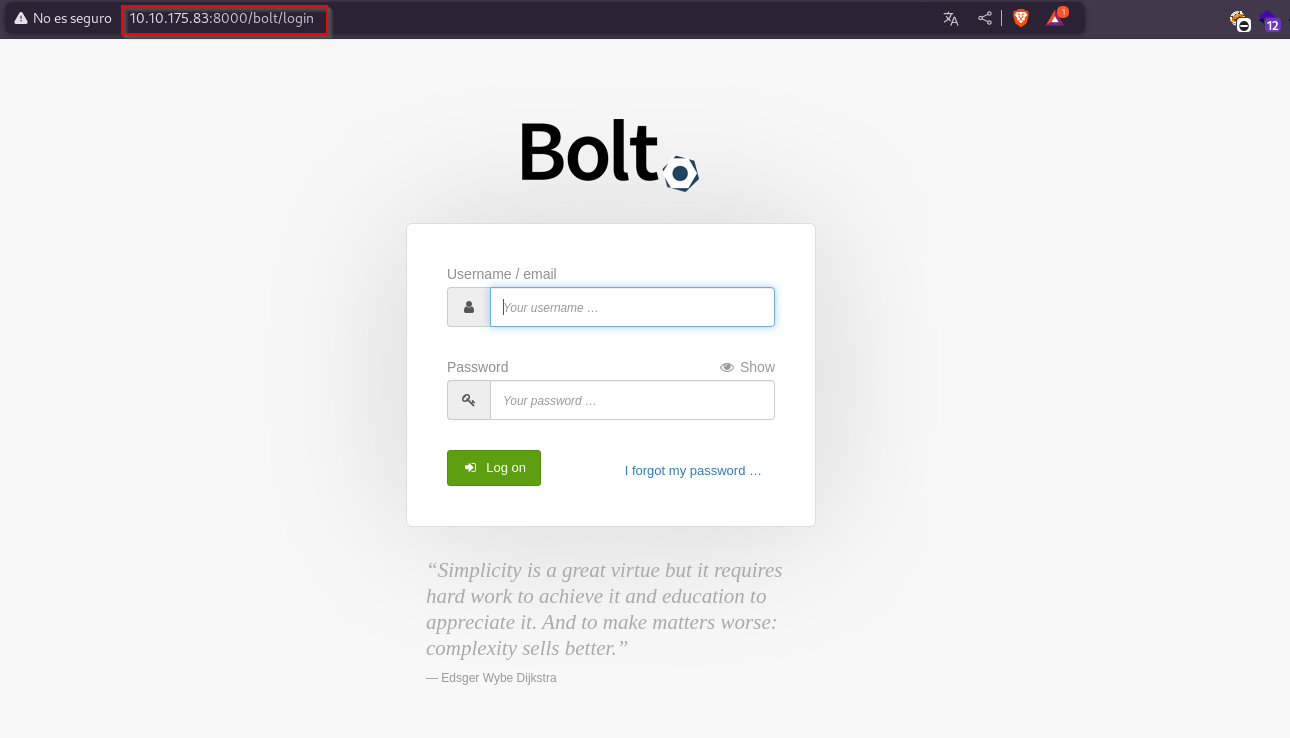 No es seguro 10.10.175.83:8000/bolt/login 1 12
Bolt
Username / email
Your username …
Password Show
Your password …
Log on I forgot my password …
“Simplicity is a great virtue but it requires
hard work to achieve it and education to
appreciate it. And to make matters worse:
complexity sells better.”
— Edsger Wybe Dijkstra